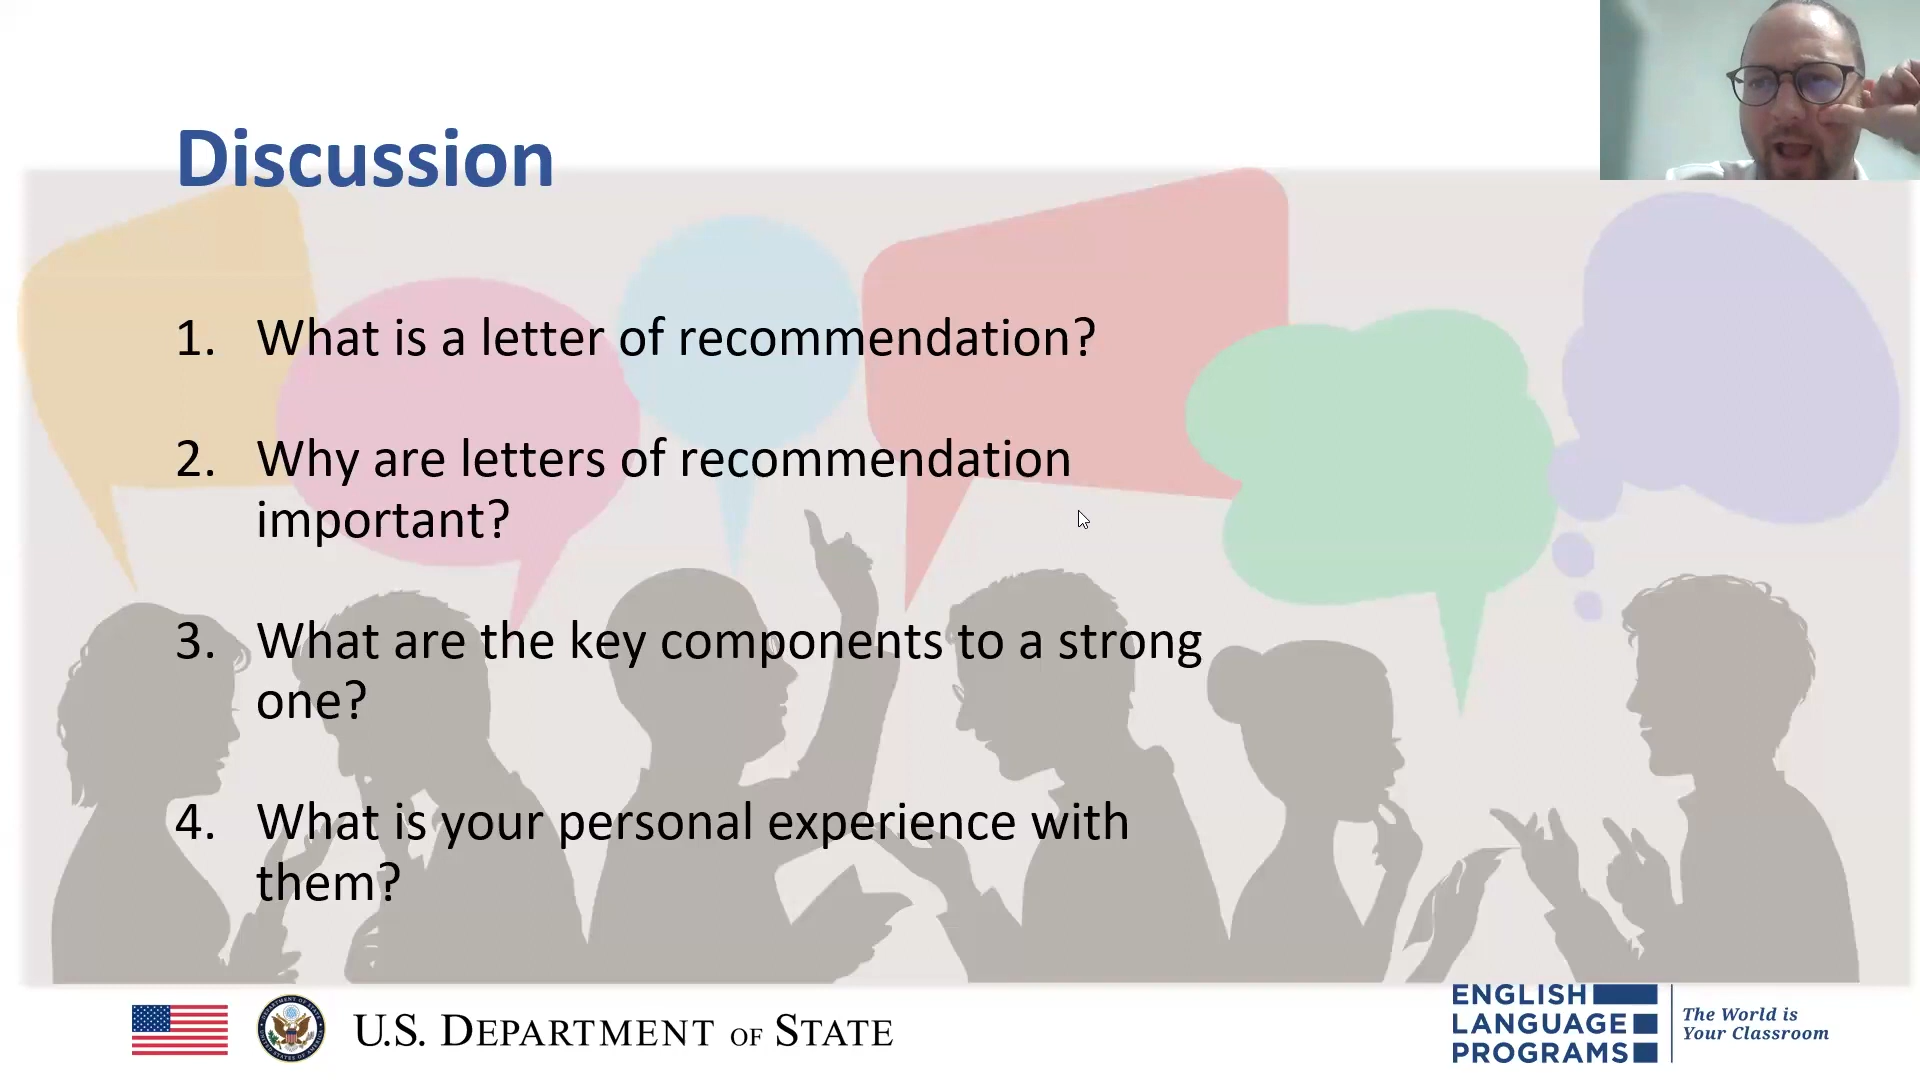 Discussion
1. What is a letter of recommendation?
2. Why are letters of recommendation
important?
3. What are the key components to a strong
one?
4. What is your personal experience with
them?
U.S. DEPARTMENT OF STATE
ENGLISH
LANGUAGE
PROGRAMS
The World is
Your Classroom